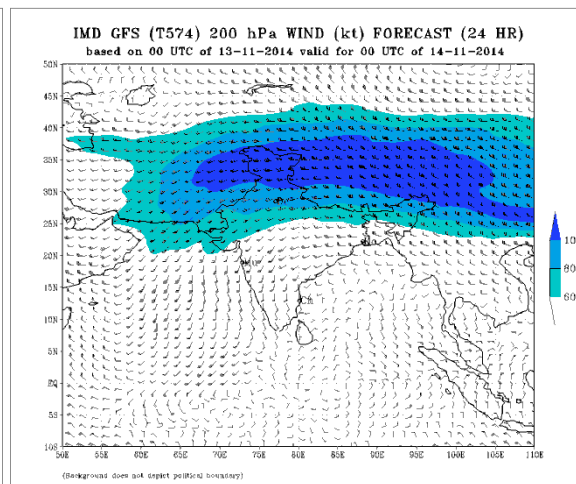 IMD GFS (T574) 200 hPa WIND (kt) FORECAST (24 HR)
based on 00 UTC of 13-11-2014 valid for 00 UTC of 14-11-2014
50N
45N
40N
35N
30N
25N
20N
15N
10N
5N
EQ
5S
10S
50E 55E 60E 65E 70E 75E 80E 85E 90E 95E 100E 105E 110E
10
80
60
(Background does not depict political boundary)